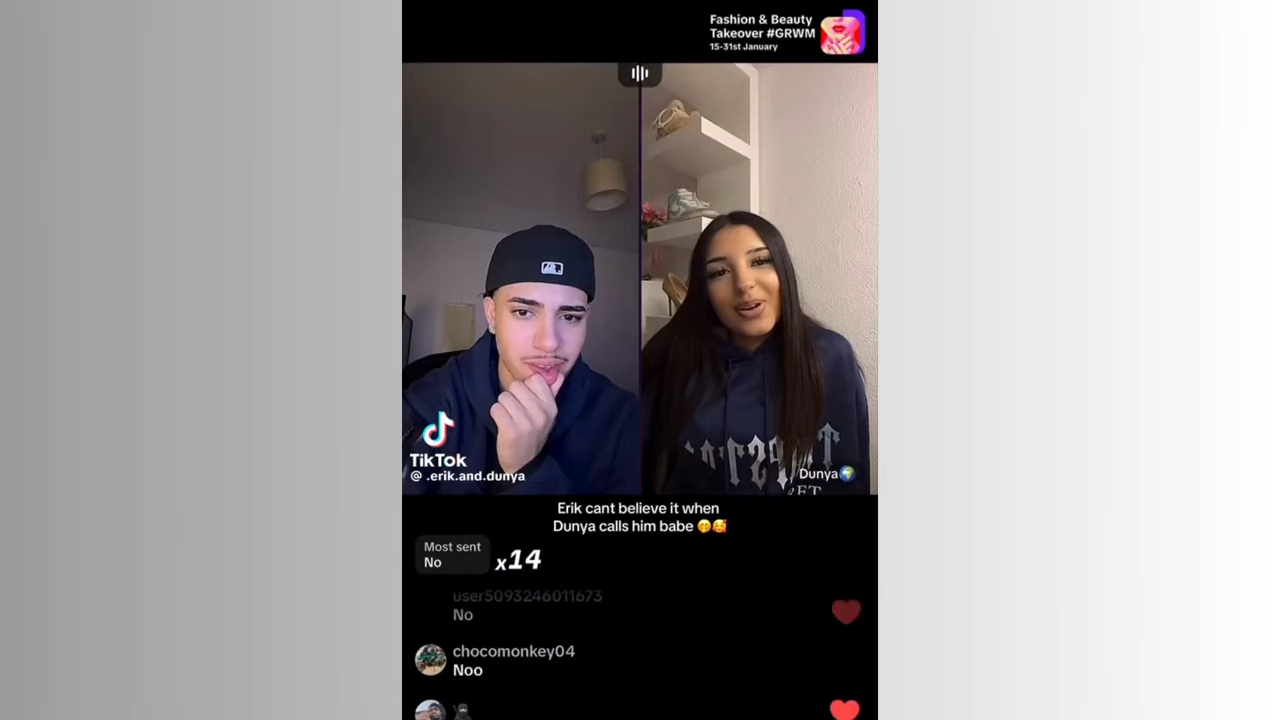 Fashion & Beauty
Takeover #GRWM
15-31st January
TikTok
@ .erik.and.dunya
Dunya🌍
TRAPSTAR
Erik cant believe it when
Dunya calls him babe 🤭🥰
Most sent
No
x14
user5093246011673
No
chocomonkey04
Noo